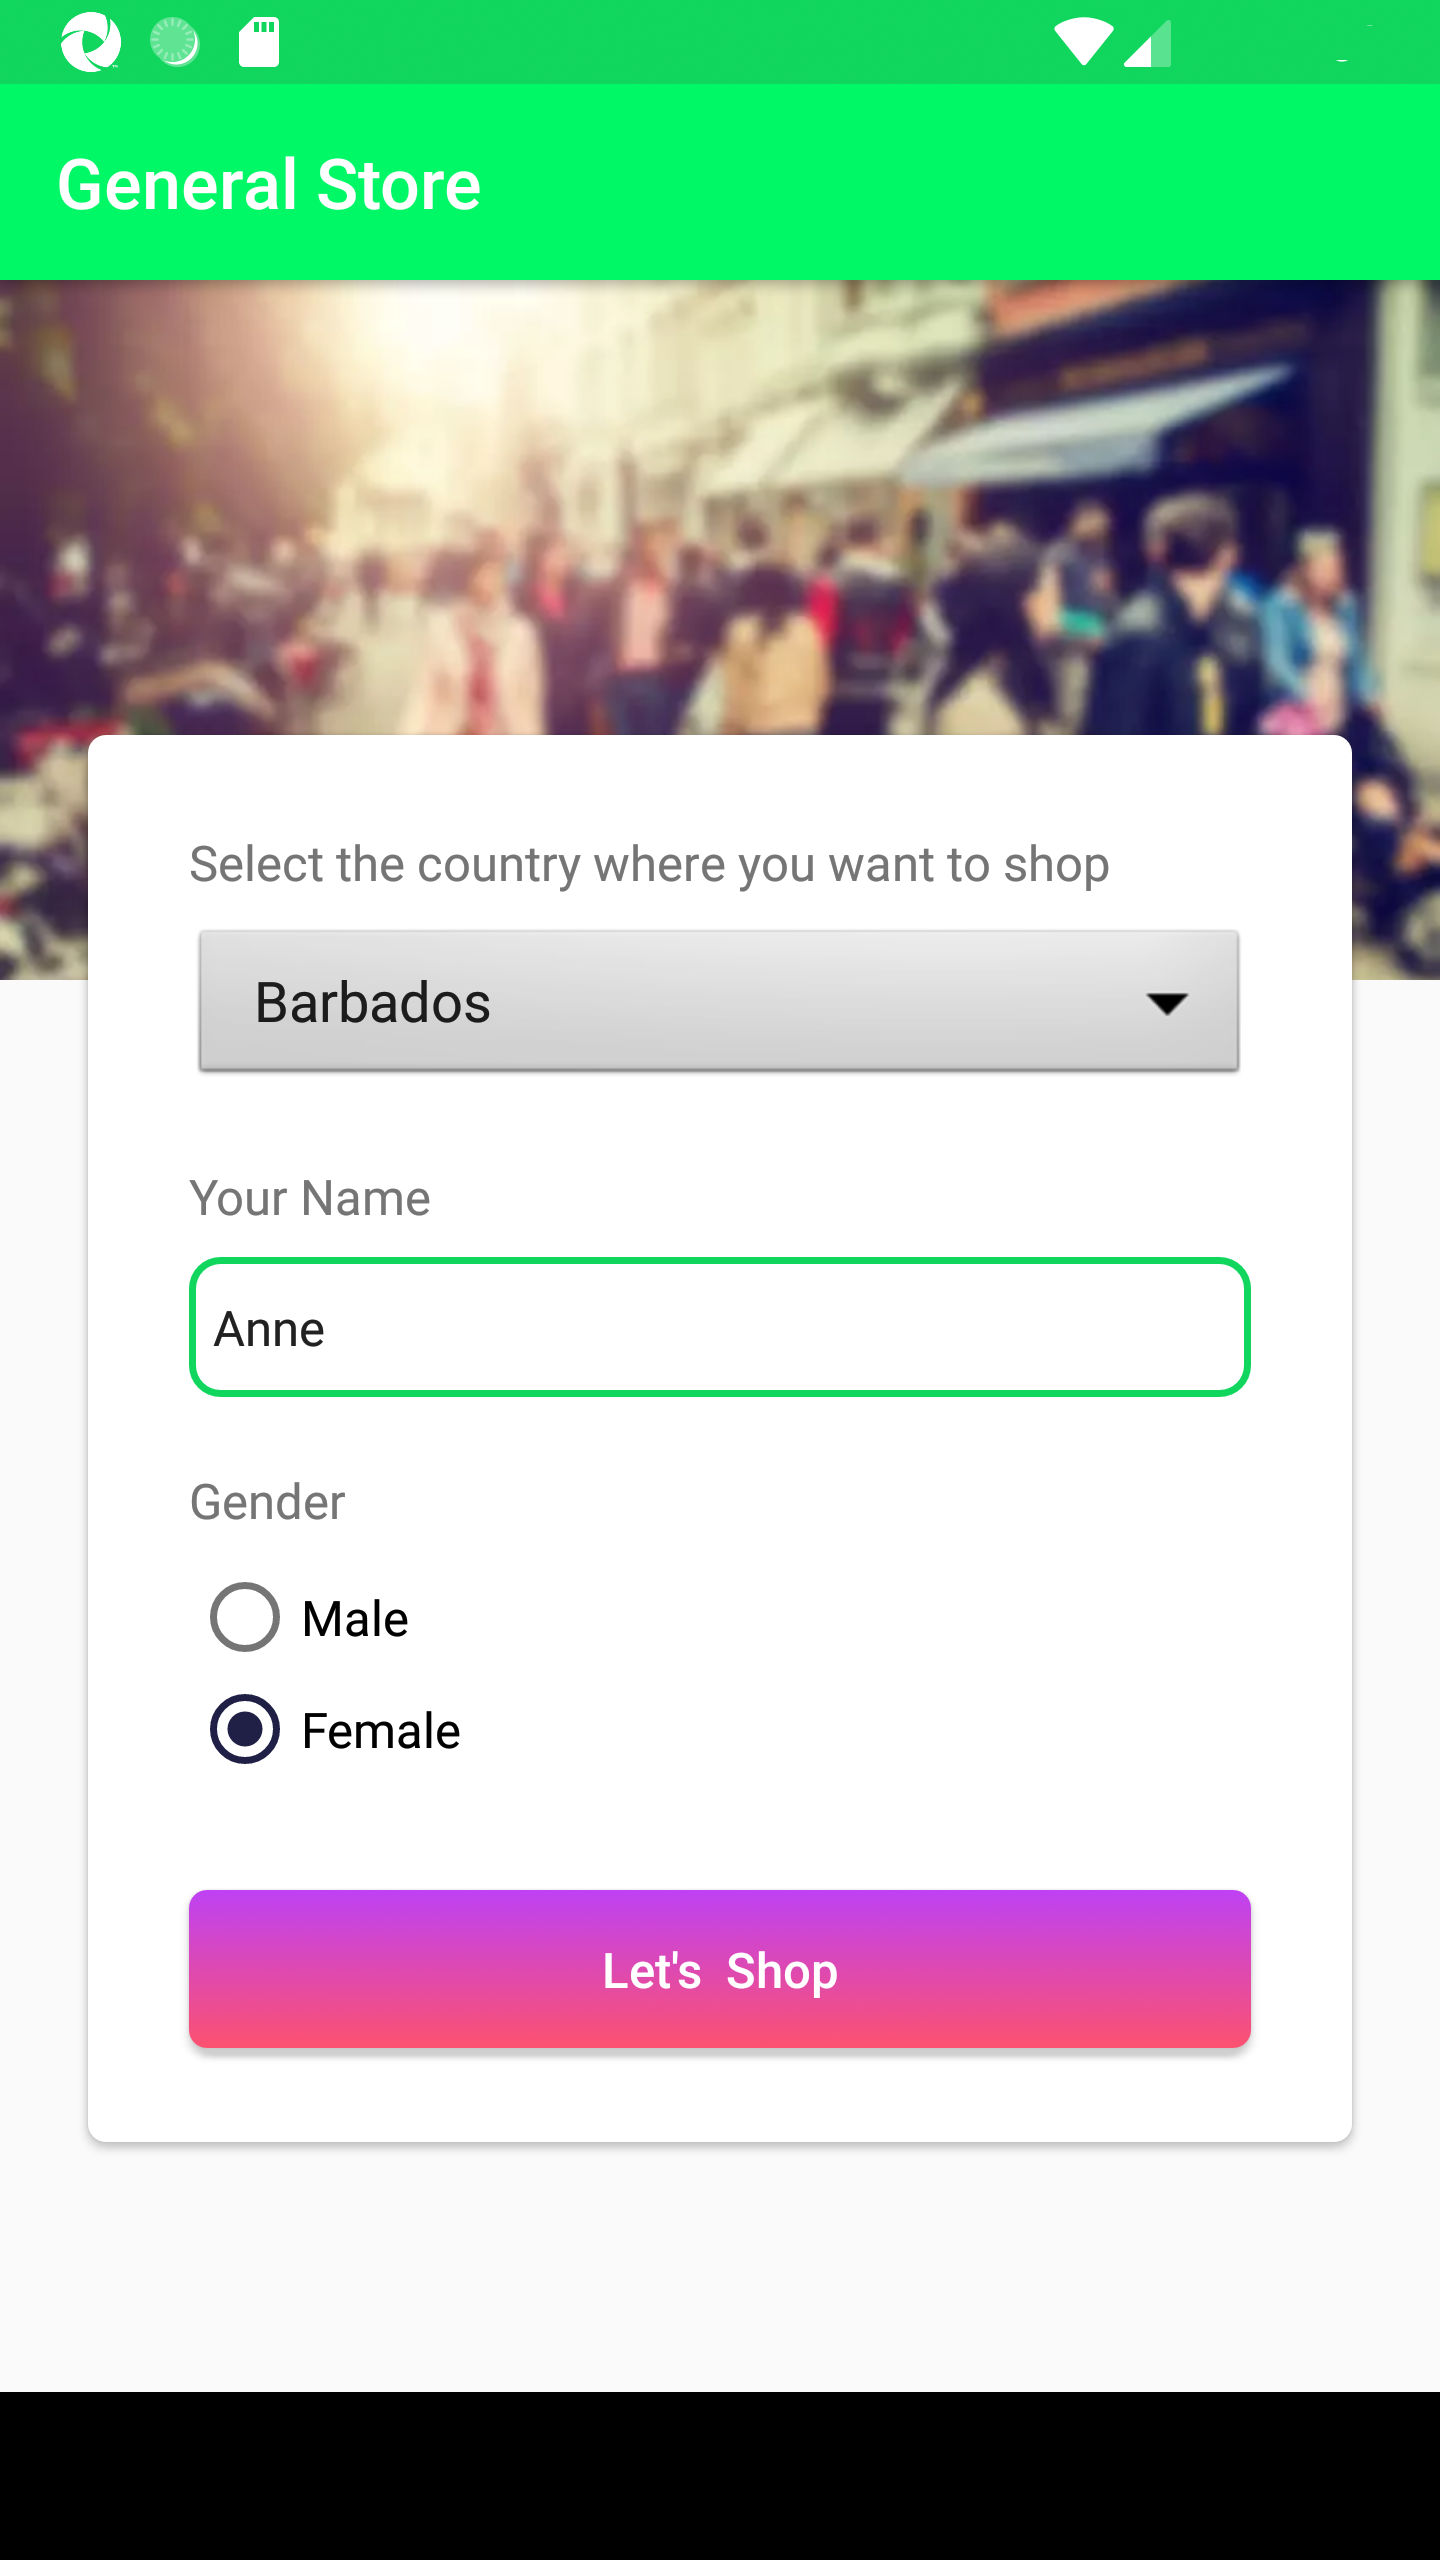 General Store
Select the country where you want to shop
Barbados
Your Name
Anne
Gender
Male
Female
Let's Shop